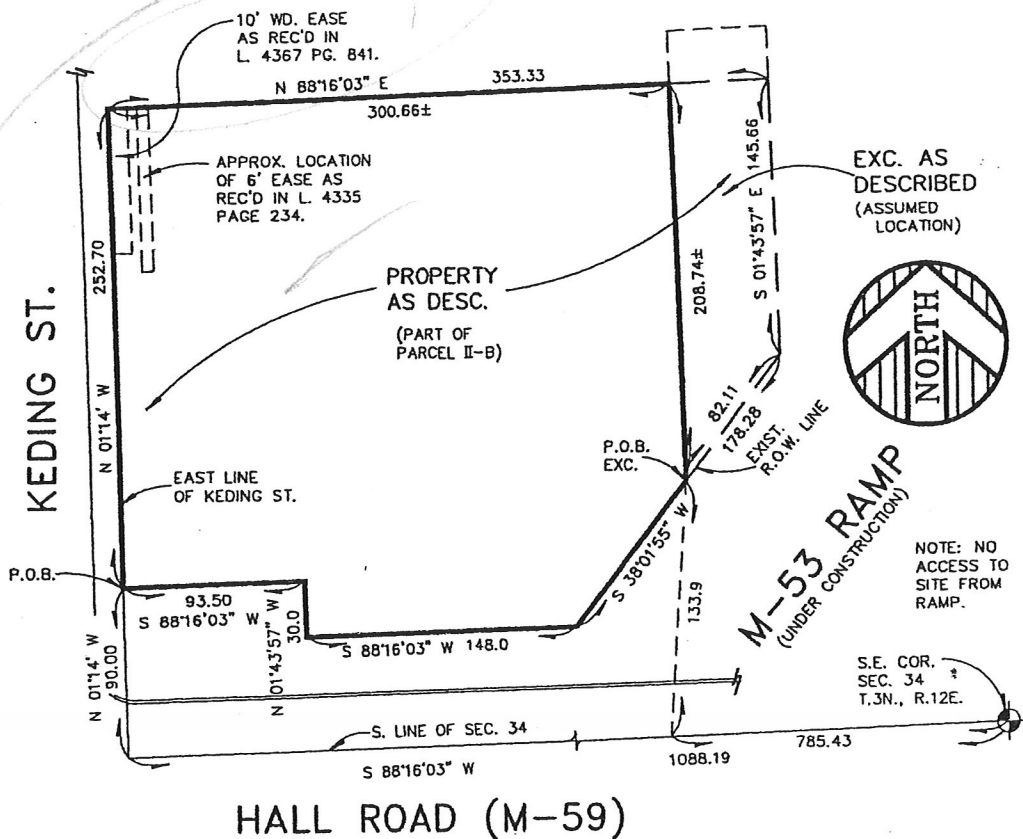 10' WD. EASE
AS REC'D IN
L. 4367 PG. 841.
N 88°16'03" E
353.33
300.66±
APPROX. LOCATION
OF 6' EASE AS
REC'D IN L. 4335
PAGE 234.
S 01°43'57" E 145.66
EXC. AS
DESCRIBED
(ASSUMED
LOCATION)
252.70
208.74±
PROPERTY
AS DESC.
(PART OF
PARCEL II-B)
KEDING ST.
NORTH
N 01°14' W
82.11
178.28
EXIST.
R.O.W. LINE
P.O.B.
EXC.
EAST LINE
OF KEDING ST.
S 38°01'55" W
M-53 RAMP
(UNDER CONSTRUCTION)
NOTE: NO
ACCESS TO
SITE FROM
RAMP.
P.O.B.
93.50
S 88°16'03" W
30.0
N 01°43'57" W
S 88°16'03" W 148.0
133.9
N 01°14' W
90.00
S.E. COR.
SEC. 34
T.3N., R.12E.
S. LINE OF SEC. 34
S 88°16'03" W
1088.19
785.43
HALL ROAD (M-59)